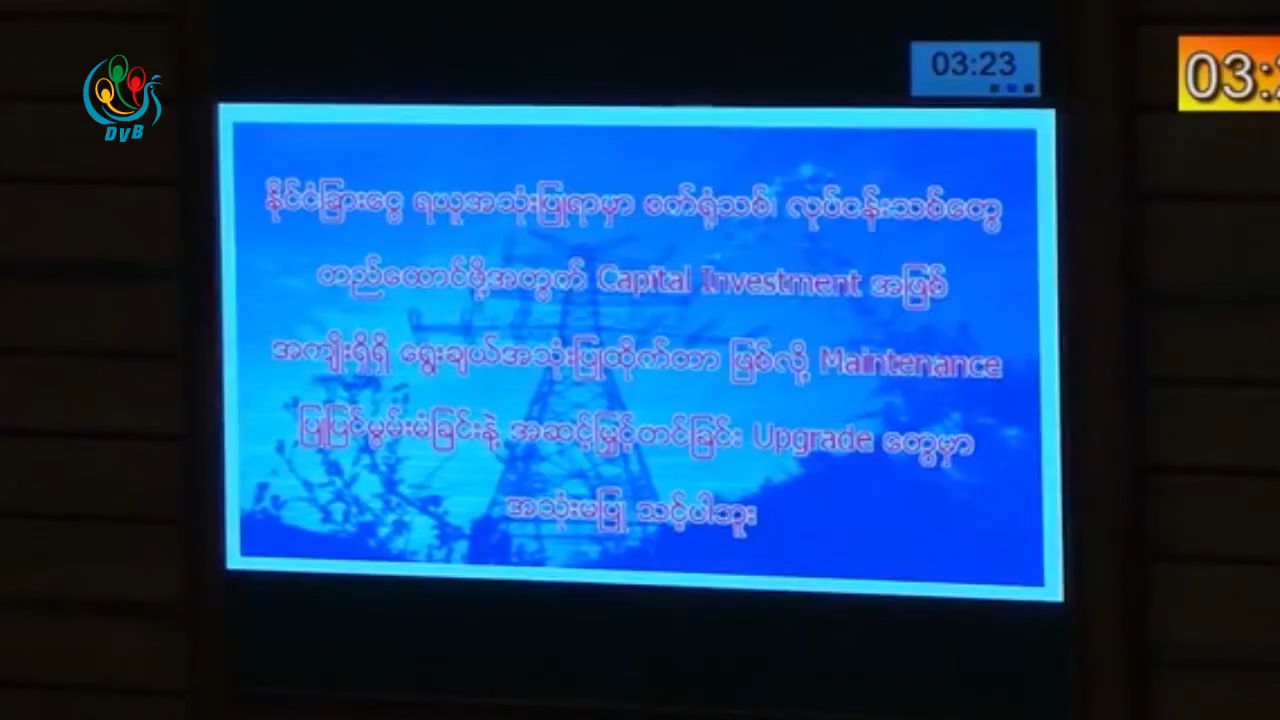 DVB
03:23
03:
နိုင်ငံခြားငွေ ရယူအသုံးပြုရာမှာ စက်ရုံသစ်၊ လုပ်ငန်းသစ်တွေ
တည်ထောင်ဖို့အတွက် Capital Investment အဖြစ်
အကျိုးရှိရှိ ရွေးချယ်အသုံးပြုထိုက်တာ ဖြစ်လို့ Maintenance
ပြုပြင်မွမ်းမံခြင်းနဲ့ အဆင့်မြှင့်တင်ခြင်း Upgrade တွေမှာ
အသုံးမပြု သင့်ပါဘူး